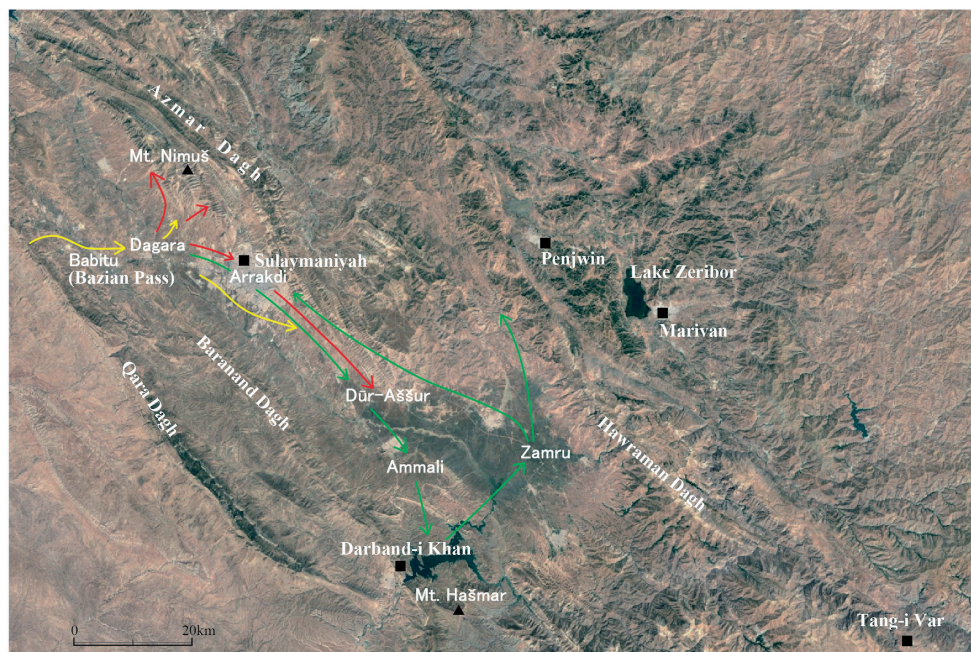 Azmar Dagh
Mt. Nimuš
Dagara
Babitu
(Bazian Pass)
Sulaymaniyah
Arrakdi
Penjwin
Lake Zeribor
Marivan
Baranand Dagh
Qara Dagh
Dūr-Aššur
Hawraman Dagh
Zamru
Ammali
Darband-i Khan
Mt. Hašmar
Tang-i Var
0 20km